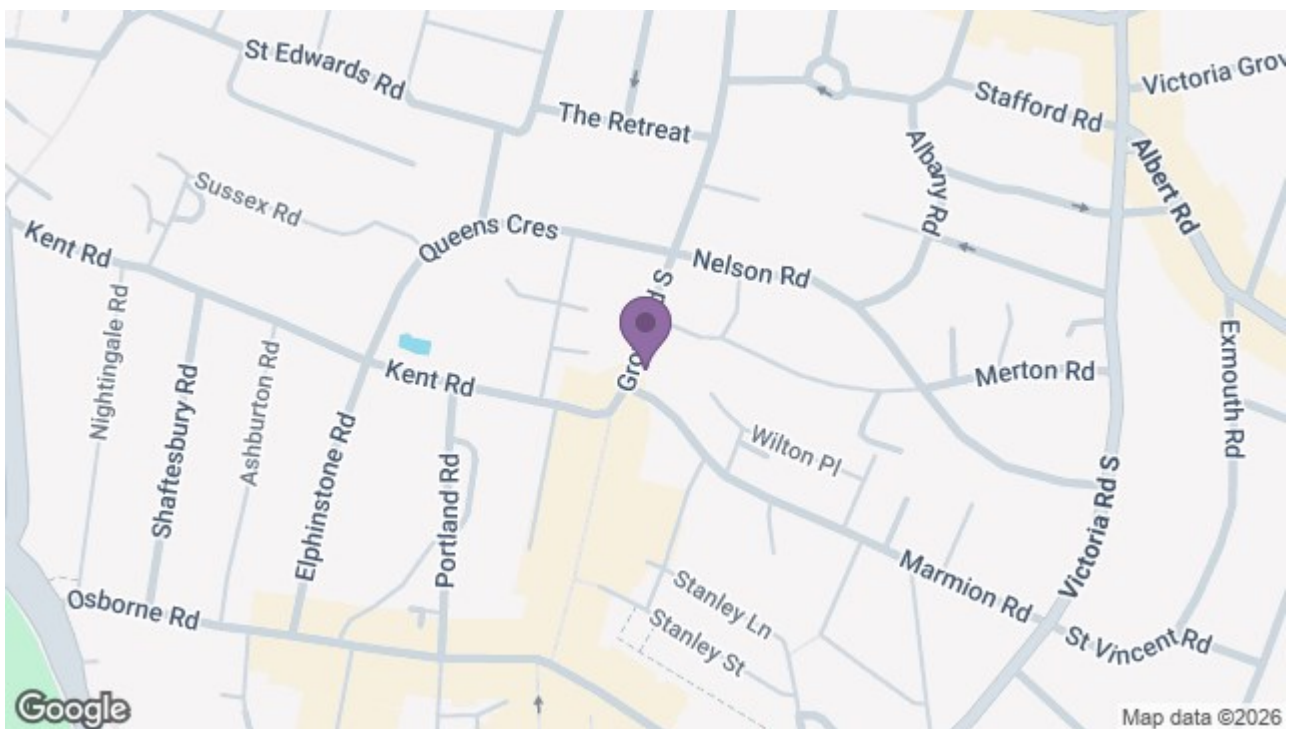 St Edwards Rd
The Retreat
Stafford Rd
Victoria Grov
Albany Rd
Albert Rd
Sussex Rd
Queens Cres
Kent Rd
Nelson Rd
Nightingale Rd
Shaftesbury Rd
Ashburton Rd
Kent Rd
Merton Rd
Exmouth Rd
Elphinstone Rd
Portland Rd
Wilton Pl
Victoria Rd S
Marmion Rd
Osborne Rd
Stanley Ln
Stanley St
St Vincent Rd
Google
Map data ©2026